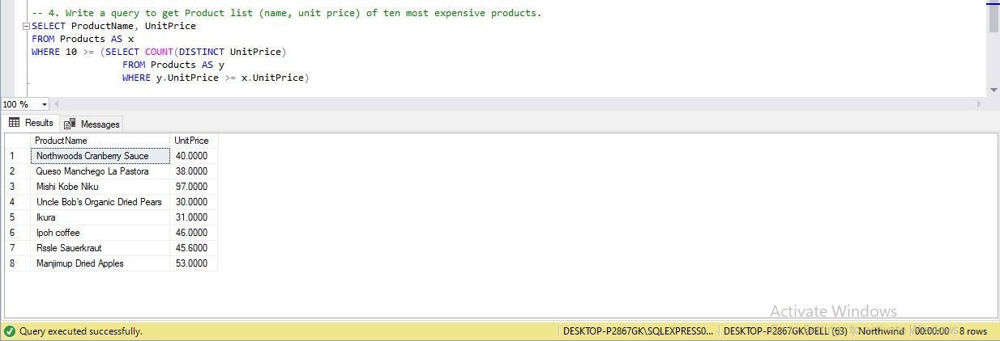 -- 4. Write a query to get Product list (name, unit price) of ten most expensive products.
SELECT ProductName, UnitPrice
FROM Products AS x
WHERE 10 >= (SELECT COUNT(DISTINCT UnitPrice)
FROM Products AS y
WHERE y.UnitPrice >= x.UnitPrice)
100 %
Results Messages
ProductName UnitPrice
1 Northwoods Cranberry Sauce 40.0000
2 Queso Manchego La Pastora 38.0000
3 Mishi Kobe Niku 97.0000
4 Uncle Bob's Organic Dried Pears 30.0000
5 Ikura 31.0000
6 Ipoh coffee 46.0000
7 Rssle Sauerkraut 45.6000
8 Manjimup Dried Apples 53.0000
Activate Windows
Query executed successfully. DESKTOP-P2867GK\SQLEXPRESS0... DESKTOP-P2867GK\DELL (63) Northwind 00:00:00 8 rows